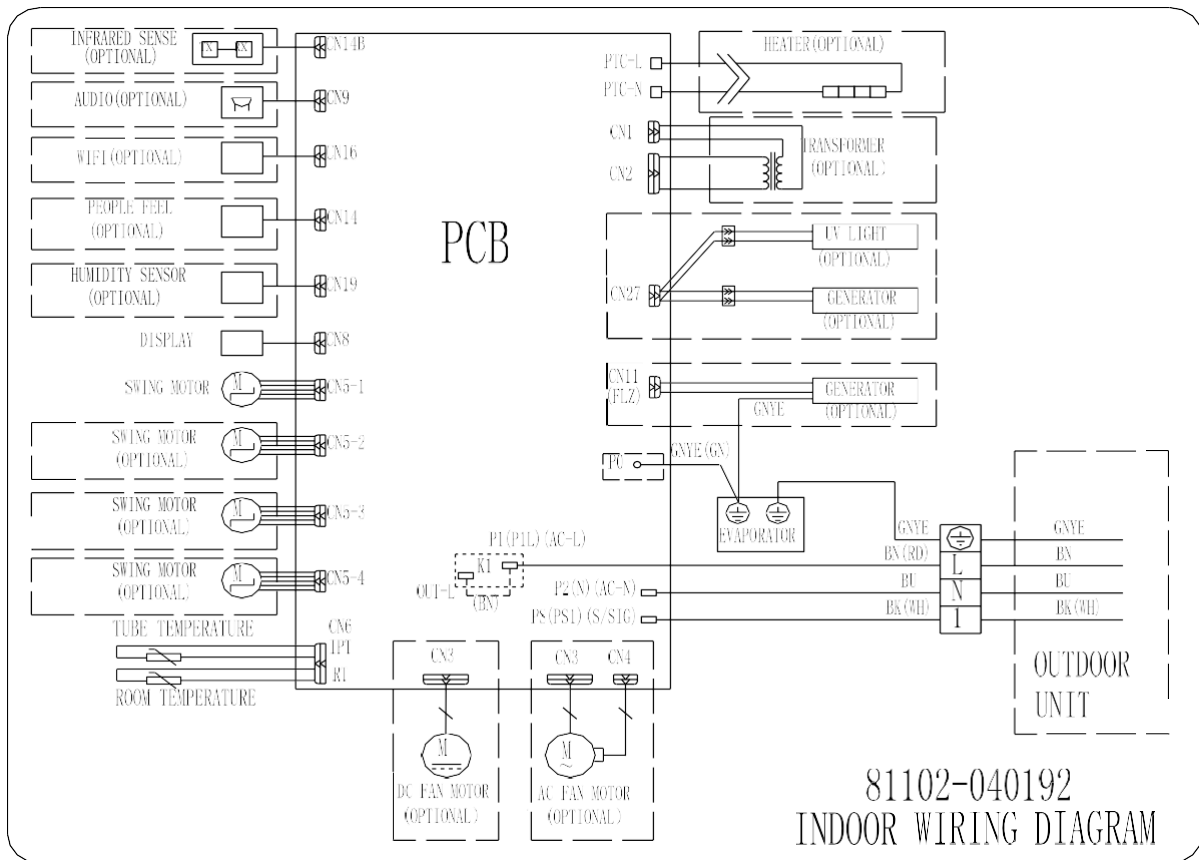 INFRARED SENSE
(OPTIONAL)
CN14B
AUDIO(OPTIONAL)
CN9
WIFI(OPTIONAL)
CN16
PEOPLE FEEL
(OPTIONAL)
CN14
HUMIDITY SENSOR
(OPTIONAL)
CN19
DISPLAY
CN8
SWING MOTOR
M
CN5-1
SWING MOTOR
(OPTIONAL)
M
CN5-2
SWING MOTOR
(OPTIONAL)
M
CN5-3
SWING MOTOR
(OPTIONAL)
M
CN5-4
TUBE TEMPERATURE
CN6
IPT
RT
ROOM TEMPERATURE
PCB
HEATER(OPTIONAL)
PTC-L
PTC-N
CN1
CN2
TRANSFORMER
(OPTIONAL)
CN27
UV LIGHT
(OPTIONAL)
GENERATOR
(OPTIONAL)
CN11
(FLZ)
GENERATOR
(OPTIONAL)
GNYE
P0
GNYE(GN)
EVAPORATOR
P1(P1L)(AC-L)
K1
OUT-L
(BN)
P2(N)(AC-N)
P8(PS1)(S/SIG)
GNYE
BN(RD)
BU
BK(WH)
L
N
1
GNYE
BN
BU
BK(WH)
OUTDOOR
UNIT
CN3
M
DC FAN MOTOR
(OPTIONAL)
CN3 CN4
M
~
AC FAN MOTOR
(OPTIONAL)
81102-040192
INDOOR WIRING DIAGRAM